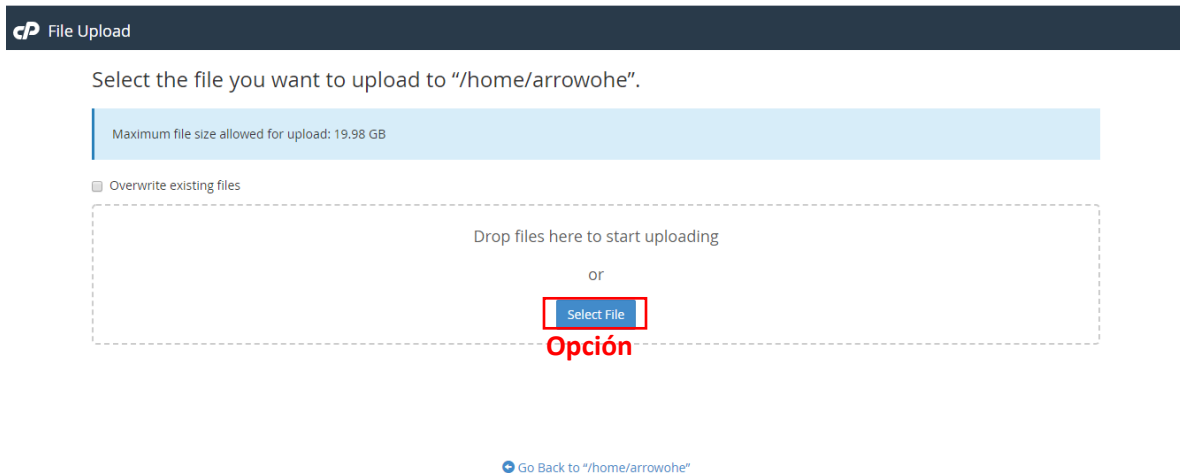 cP File Upload
Select the file you want to upload to “/home/arrowohe”.
Maximum file size allowed for upload: 19.98 GB
Overwrite existing files
Drop files here to start uploading
or
Select File
Opción
Go Back to “/home/arrowohe”